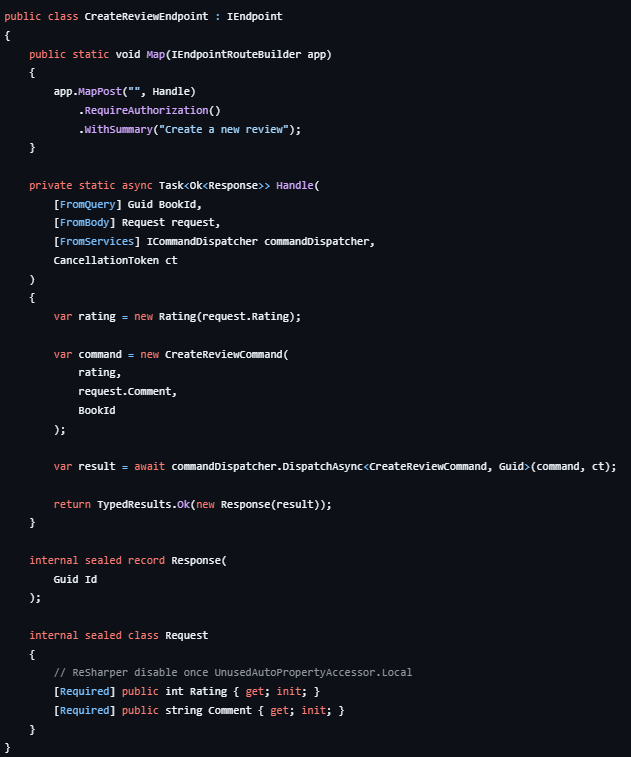 public class CreateReviewEndpoint : IEndpoint
{
    public static void Map(IEndpointRouteBuilder app)
    {
        app.MapPost("", Handle)
            .RequireAuthorization()
            .WithSummary("Create a new review");
    }

    private static async Task<Ok<Response>> Handle(
        [FromQuery] Guid BookId,
        [FromBody] Request request,
        [FromServices] ICommandDispatcher commandDispatcher,
        CancellationToken ct
    )
    {
        var rating = new Rating(request.Rating);

        var command = new CreateReviewCommand(
            rating,
            request.Comment,
            BookId
        );

        var result = await commandDispatcher.DispatchAsync<CreateReviewCommand, Guid>(command, ct);

        return TypedResults.Ok(new Response(result));
    }

    internal sealed record Response(
        Guid Id
    );

    internal sealed class Request
    {
        // ReSharper disable once UnusedAutoPropertyAccessor.Local
        [Required] public int Rating { get; init; }
        [Required] public string Comment { get; init; }
    }
}